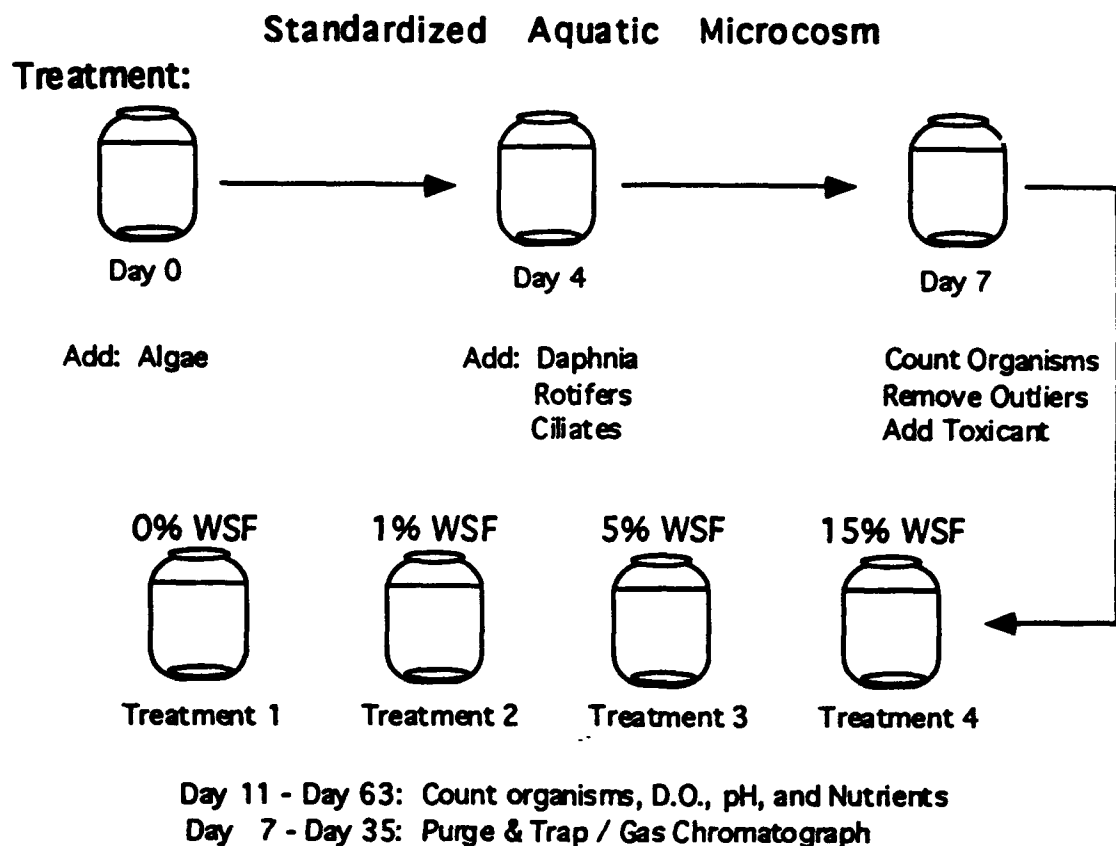 Standardized Aquatic Microcosm
Treatment:
Day 0
Day 4
Day 7
Add: Algae
Add: Daphnia
Rotifers
Ciliates
Count Organisms
Remove Outliers
Add Toxicant
0% WSF
1% WSF
5% WSF
15% WSF
Treatment 1
Treatment 2
Treatment 3
Treatment 4
Day 11 - Day 63: Count organisms, D.O., pH, and Nutrients
Day 7 - Day 35: Purge & Trap / Gas Chromatograph